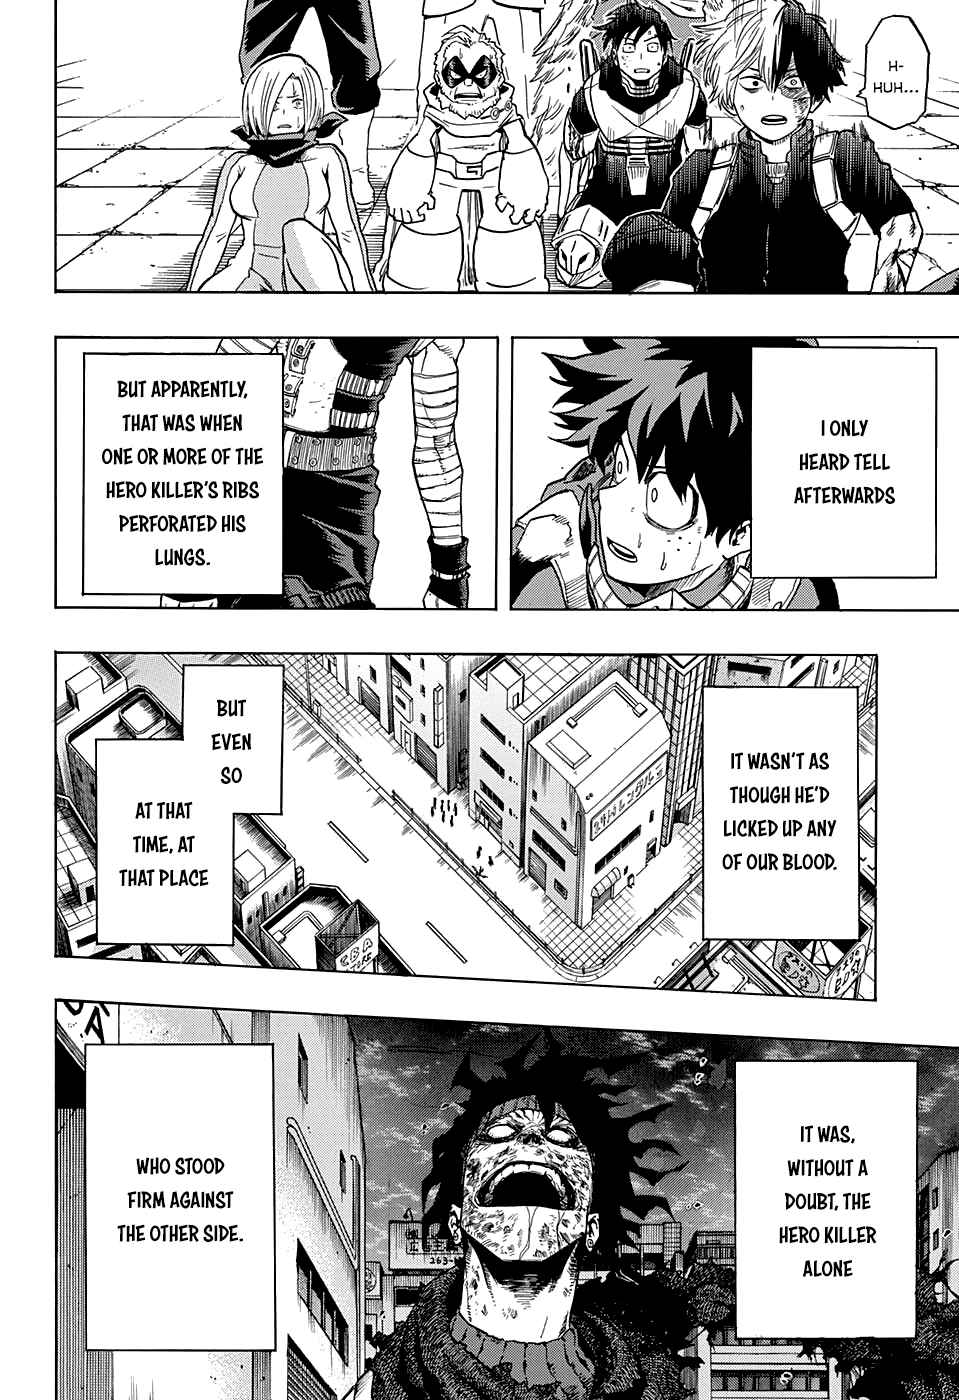 H-
HUH...
I ONLY
HEARD TELL
AFTERWARDS
BUT APPARENTLY,
THAT WAS WHEN
ONE OR MORE OF THE
HERO KILLER'S RIBS
PERFORATED HIS
LUNGS.
IT WASN'T AS
THOUGH HE'D
LICKED UP ANY
OF OUR BLOOD.
BUT
EVEN
SO
AT THAT
TIME, AT
THAT PLACE
IT WAS,
WITHOUT A
DOUBT, THE
HERO KILLER
ALONE
WHO STOOD
FIRM AGAINST
THE OTHER SIDE.